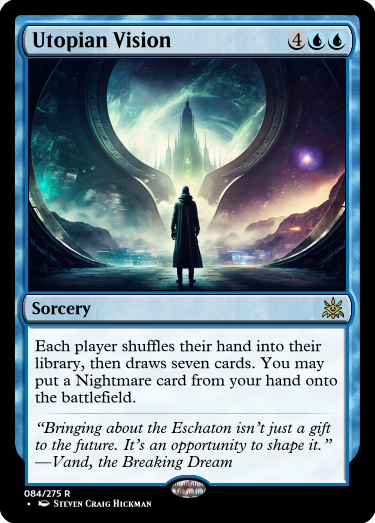 Utopian Vision 4
Sorcery
Each player shuffles their hand into their
library, then draws seven cards. You may
put a Nightmare card from your hand onto
the battlefield.
“Bringing about the Eschaton isn’t just a gift
to the future. It’s an opportunity to shape it.”
—Vand, the Breaking Dream
084/275 R
• Steven Craig Hickman